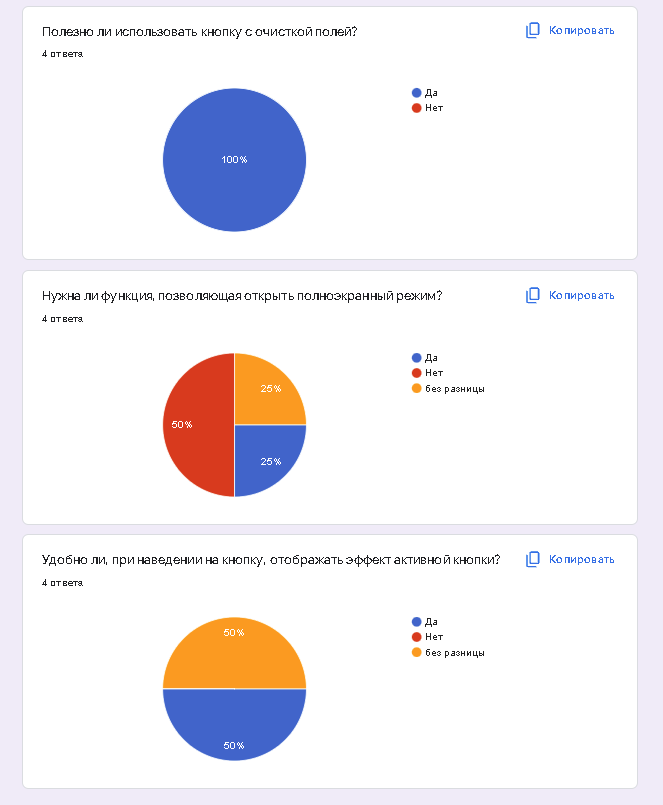 Полезно ли использовать кнопку с очисткой полей?
Копировать
4 ответа
Да
Нет
100%
Нужна ли функция, позволяющая открыть полноэкранный режим?
Копировать
4 ответа
Да
Нет
без разницы
25%
50%
25%
Удобно ли, при наведении на кнопку, отображать эффект активной кнопки?
Копировать
4 ответа
Да
Нет
без разницы
50%
50%